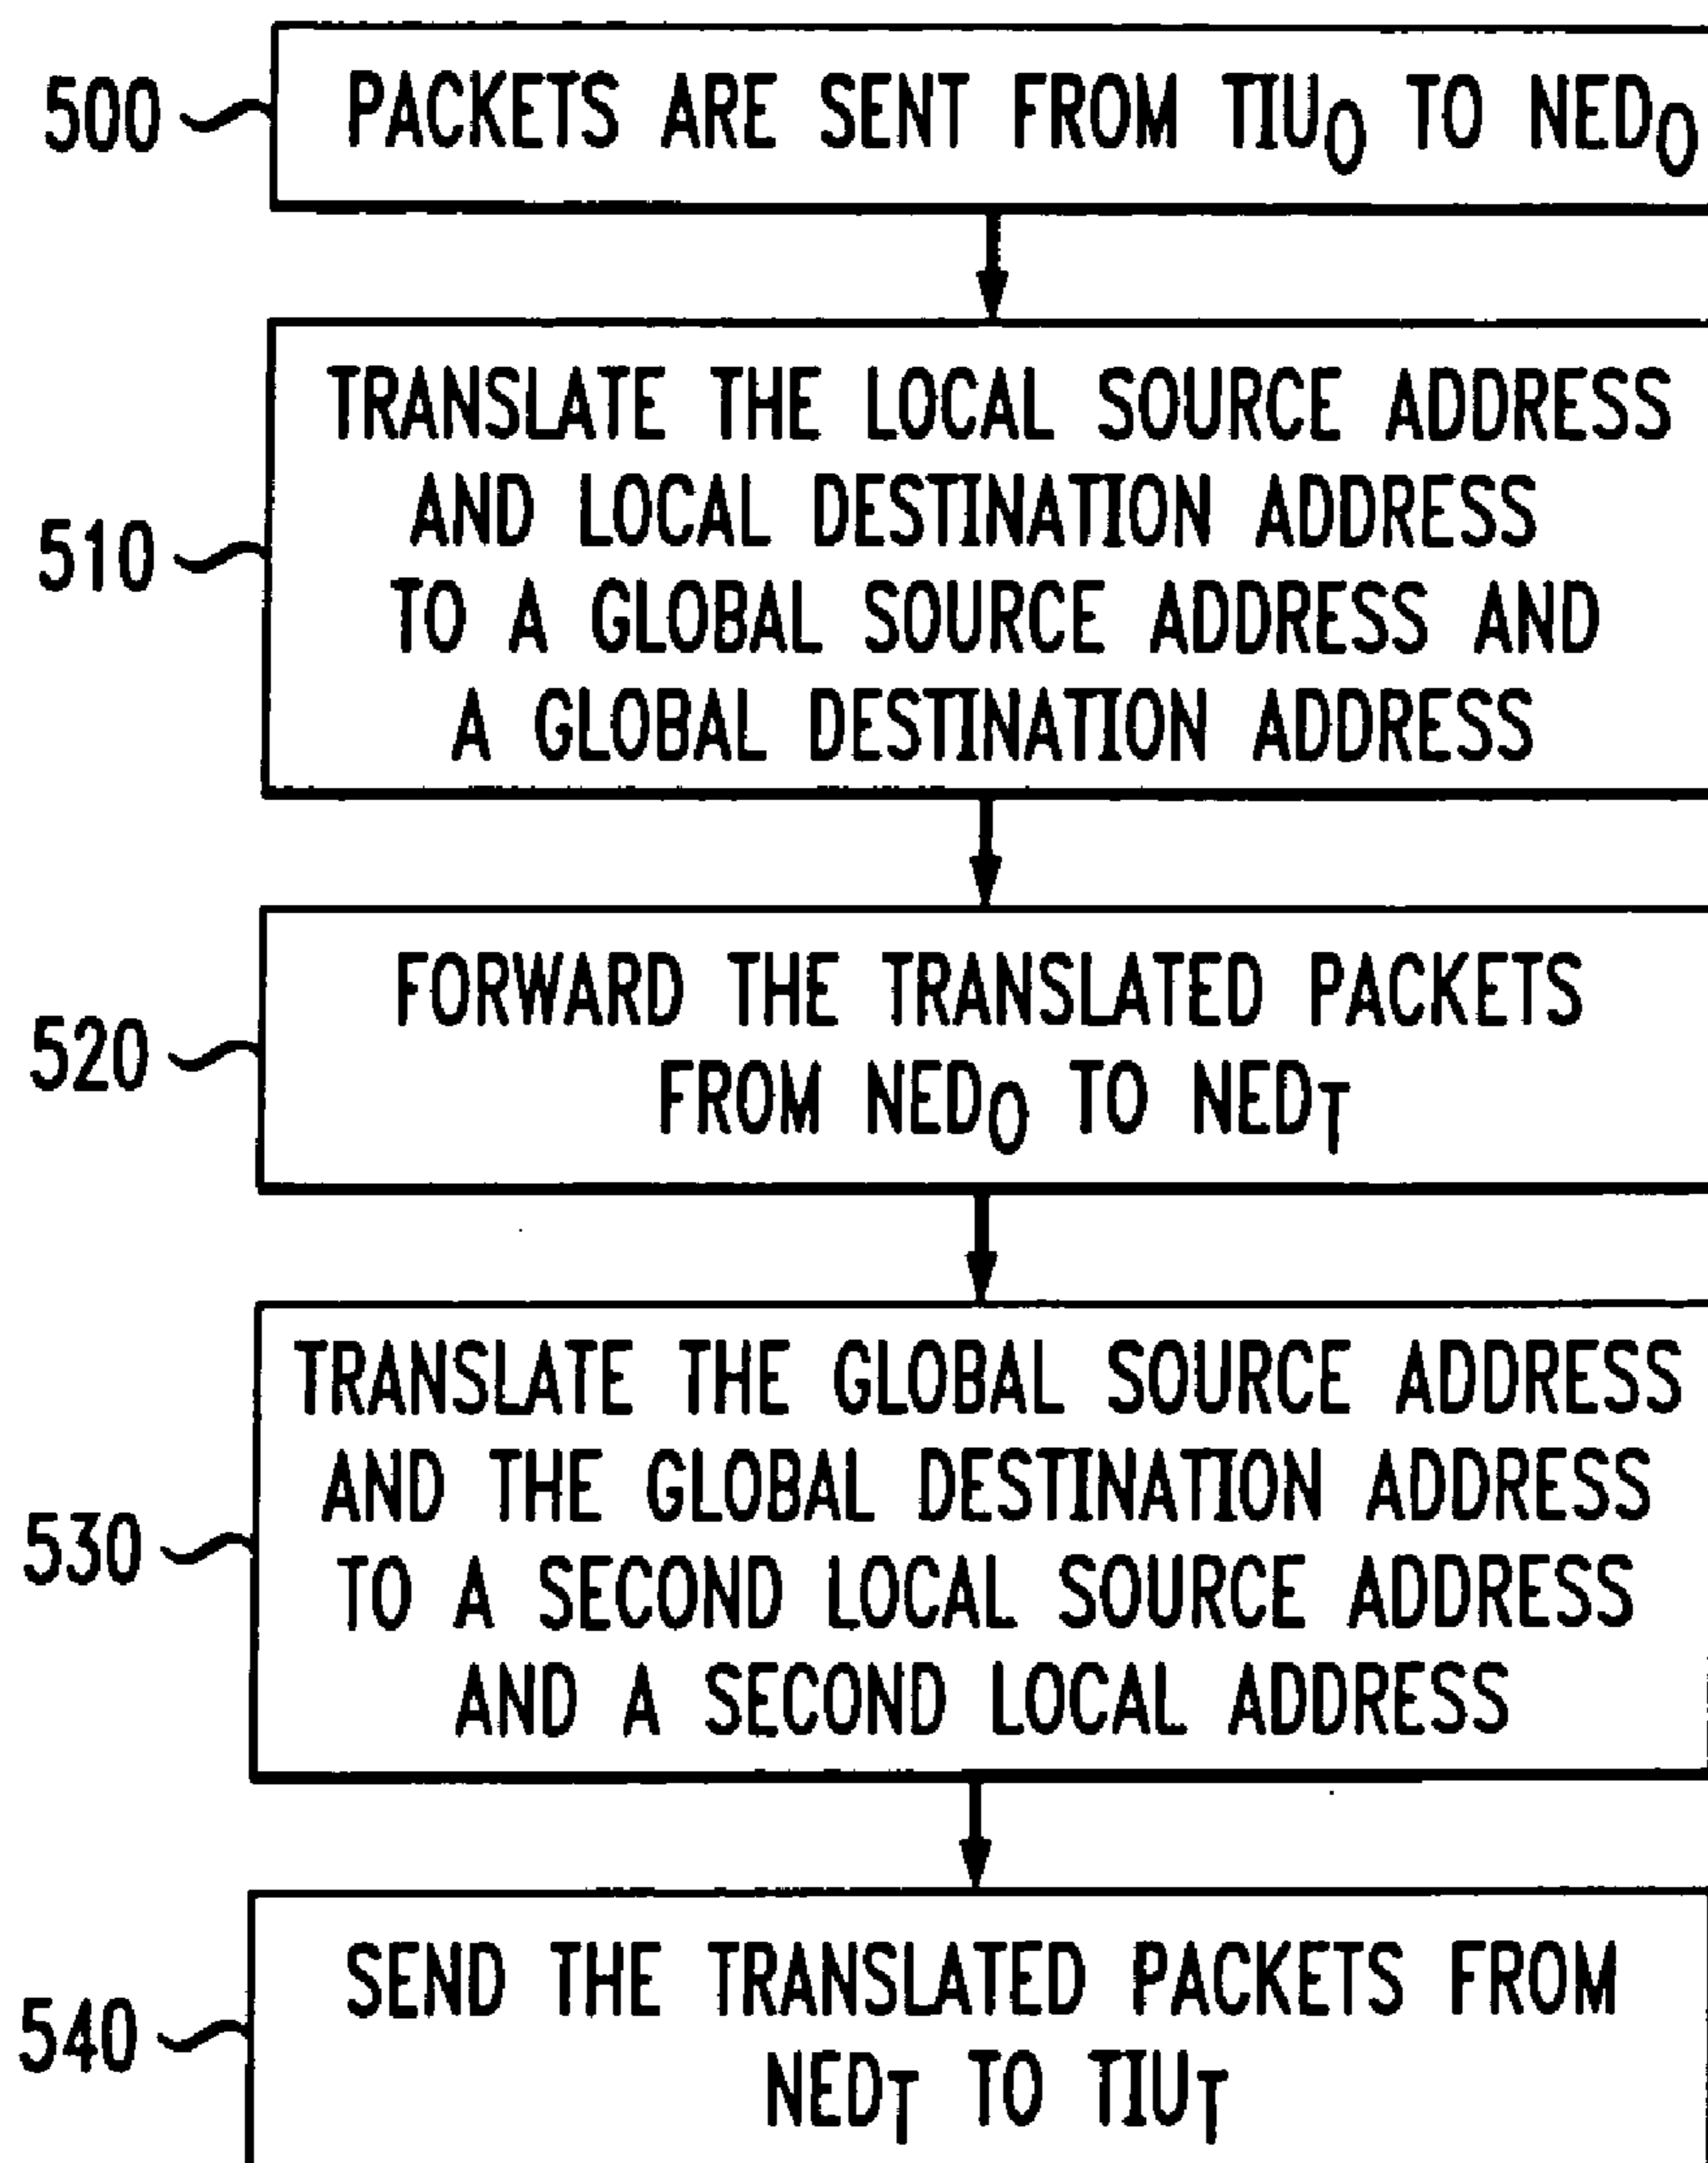 500
PACKETS ARE SENT FROM TIUO TO NEDO
510
TRANSLATE THE LOCAL SOURCE ADDRESS
AND LOCAL DESTINATION ADDRESS
TO A GLOBAL SOURCE ADDRESS AND
A GLOBAL DESTINATION ADDRESS
520
FORWARD THE TRANSLATED PACKETS
FROM NEDO TO NEDT
530
TRANSLATE THE GLOBAL SOURCE ADDRESS
AND THE GLOBAL DESTINATION ADDRESS
TO A SECOND LOCAL SOURCE ADDRESS
AND A SECOND LOCAL ADDRESS
540
SEND THE TRANSLATED PACKETS FROM
NEDT TO TIUT